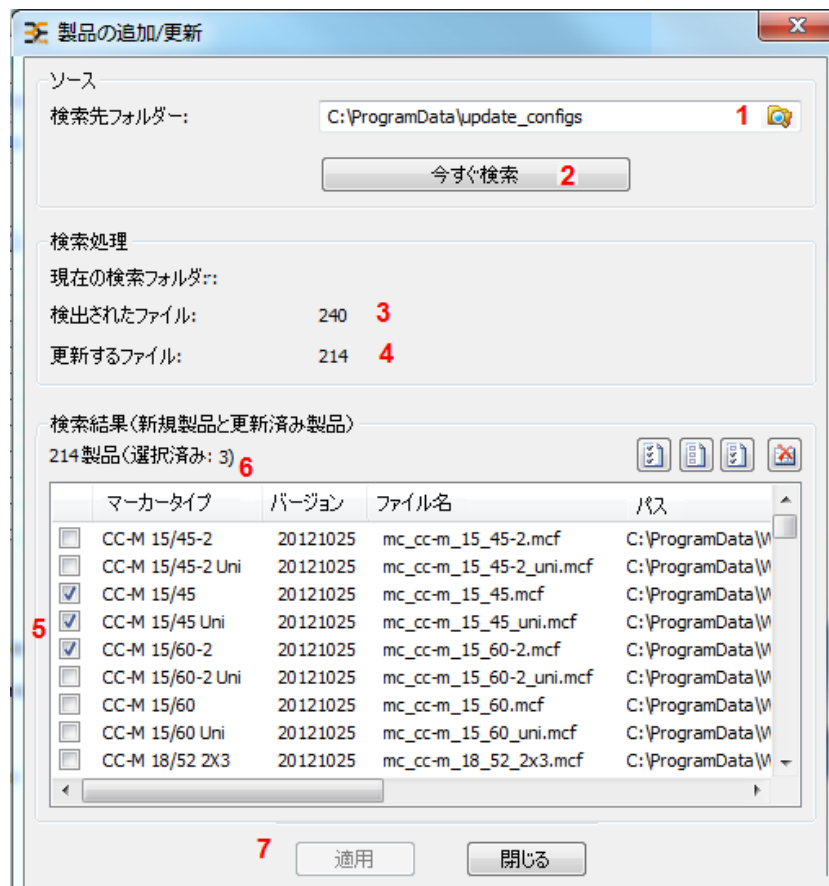 製品の追加/更新
ソース
検索先フォルダー: C:\ProgramData\update_configs 1
今すぐ検索 2
検索処理
現在の検索フォルダ:
検出されたファイル: 240 3
更新するファイル: 214 4
検索結果(新規製品と更新済み製品)
214製品(選択済み: 3) 6
マーカータイプ バージョン ファイル名 パス
CC-M 15/45-2 20121025 mc_cc-m_15_45-2.mcf C:\ProgramData\W
CC-M 15/45-2 Uni 20121025 mc_cc-m_15_45-2_uni.mcf C:\ProgramData\W
CC-M 15/45 20121025 mc_cc-m_15_45.mcf C:\ProgramData\W
5 CC-M 15/45 Uni 20121025 mc_cc-m_15_45_uni.mcf C:\ProgramData\W
CC-M 15/60-2 20121025 mc_cc-m_15_60-2.mcf C:\ProgramData\W
CC-M 15/60-2 Uni 20121025 mc_cc-m_15_60-2_uni.mcf C:\ProgramData\W
CC-M 15/60 20121025 mc_cc-m_15_60.mcf C:\ProgramData\W
CC-M 15/60 Uni 20121025 mc_cc-m_15_60_uni.mcf C:\ProgramData\W
CC-M 18/52 2X3 20121025 mc_cc-m_18_52_2x3.mcf C:\ProgramData\W
7 適用 閉じる